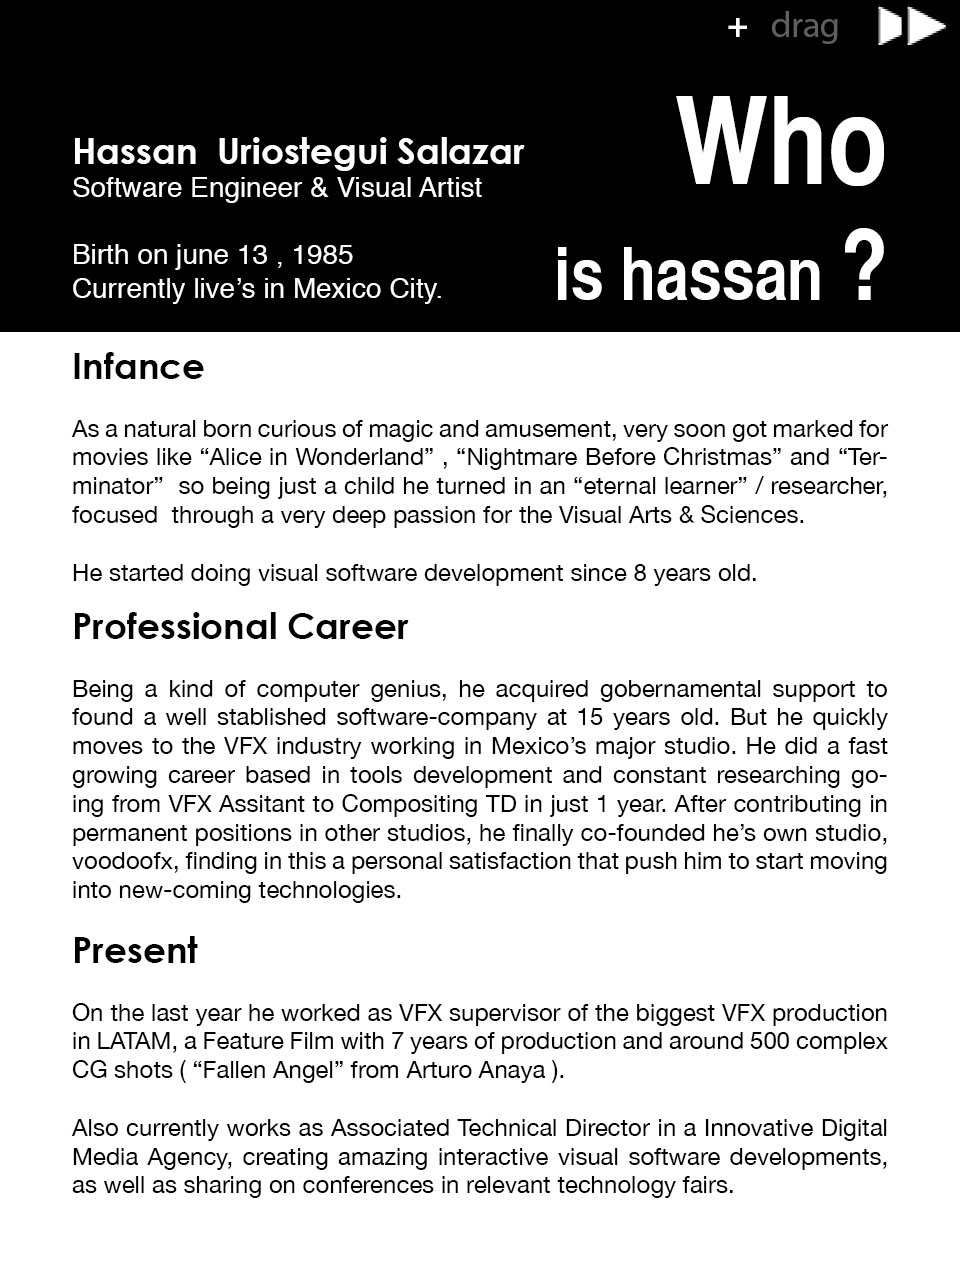 + drag
Who
is hassan ?
Hassan  Uriostegui Salazar
Software Engineer & Visual Artist
Birth on june 13 , 1985
Currently live’s in Mexico City.
Infance
As a natural born curious of magic and amusement, very soon got marked for
movies like “Alice in Wonderland” , “Nightmare Before Christmas” and “Ter-
minator”  so being just a child he turned in an “eternal learner” / researcher,
focused  through a very deep passion for the Visual Arts & Sciences.
He started doing visual software development since 8 years old.
Professional Career
Being a kind of computer genius, he acquired gobernamental support to
found a well stablished software-company at 15 years old. But he quickly
moves to the VFX industry working in Mexico’s major studio. He did a fast
growing career based in tools development and constant researching go-
ing from VFX Assitant to Compositing TD in just 1 year. After contributing in
permanent positions in other studios, he finally co-founded he’s own studio,
voodoofx, finding in this a personal satisfaction that push him to start moving
into new-coming technologies.
Present
On the last year he worked as VFX supervisor of the biggest VFX production
in LATAM, a Feature Film with 7 years of production and around 500 complex
CG shots ( “Fallen Angel” from Arturo Anaya ).
Also currently works as Associated Technical Director in a Innovative Digital
Media Agency, creating amazing interactive visual software developments,
as well as sharing on conferences in relevant technology fairs.